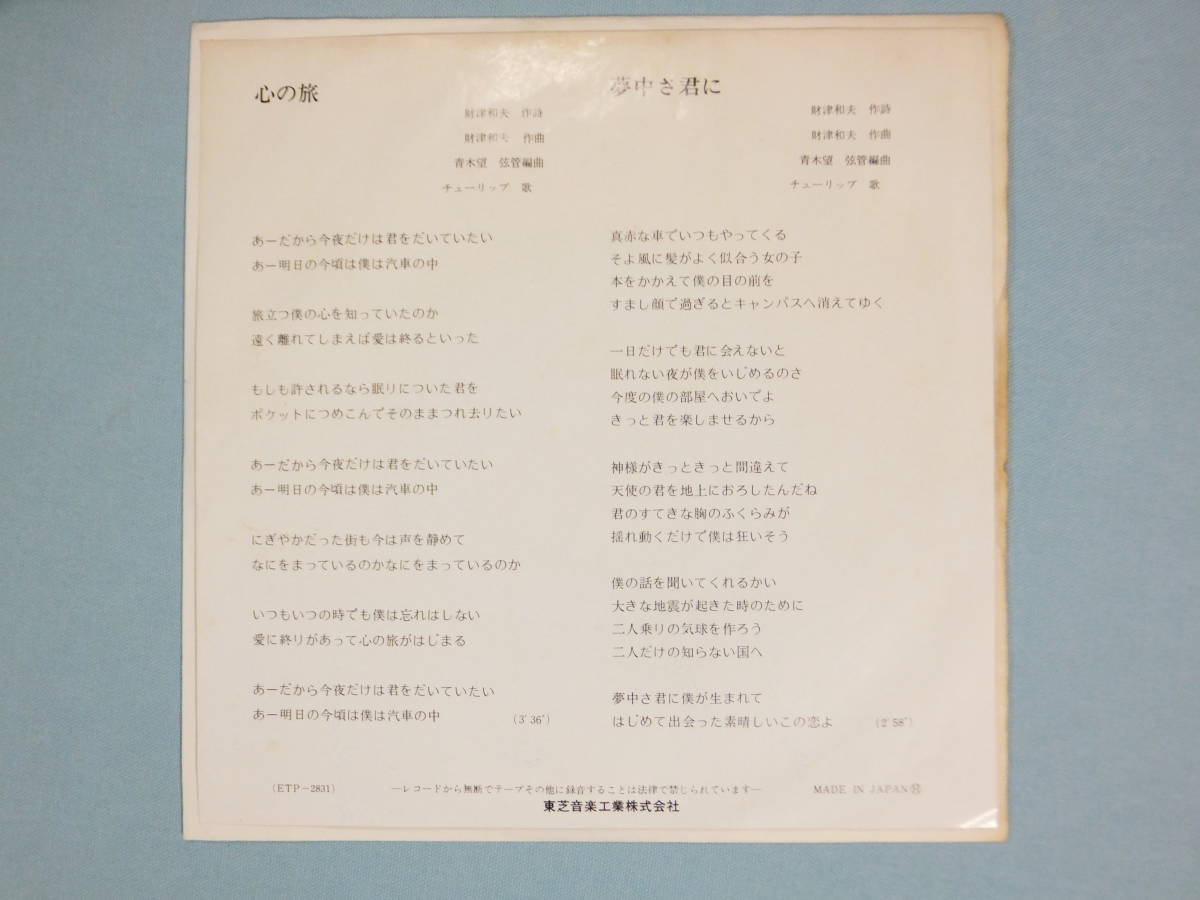 心の旅
財津和夫 作詩
財津和夫 作曲
青木望 弦管編曲
チューリップ 歌
あーだから今夜だけは君をだいていたい
あー明日の今頃は僕は汽車の中
旅立つ僕の心を知っていたのか
遠く離れてしまえば愛は終るといった
もしも許されるなら眠りについた君を
ポケットにつめこんでそのままつれ去りたい
あーだから今夜だけは君をだいていたい
あー明日の今頃は僕は汽車の中
にぎやかだった街も今は声を静めて
なにをまっているのかなにをまっているのか
いつもいつの時でも僕は忘れはしない
愛に終りがあって心の旅がはじまる
あーだから今夜だけは君をだいていたい
あー明日の今頃は僕は汽車の中 (3′36″)
夢中さ君に
財津和夫 作詩
財津和夫 作曲
青木望 弦管編曲
チューリップ 歌
真赤な車でいつもやってくる
そよ風に髪がよく似合う女の子
本をかかえて僕の目の前を
すまし顔で過ぎるとキャンパスへ消えてゆく
一日だけでも君に会えないと
眠れない夜が僕をいじめるのさ
今度の僕の部屋へおいでよ
きっと君を楽しませるから
神様がきっときっと間違えて
天使の君を地上におろしたんだね
君のすてきな胸のふくらみが
揺れ動くだけで僕は狂いそう
僕の話を聞いてくれるかい
大きな地震が起きた時のために
二人乗りの気球を作ろう
二人だけの知らない国へ
夢中さ君に僕が生まれて
はじめて出会った素晴しいこの恋よ (2′58″)
(ETP-2831) —レコードから無断でテープその他に録音することは法律で禁じられています— MADE IN JAPAN
東芝音楽工業株式会社